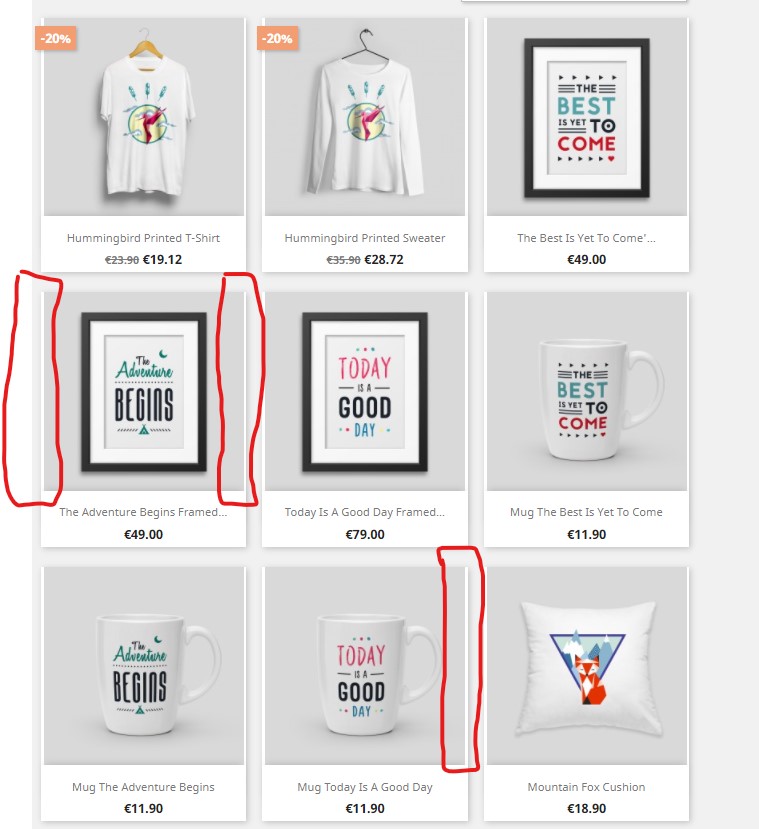 -20%
-20%
THE
BEST
IS YET TO
COME
Hummingbird Printed T-Shirt
Hummingbird Printed Sweater
The Best Is Yet To Come'...
€23.90 €19.12
€35.90 €28.72
€49.00
The
Adventure
BEGINS
TODAY
IS A
GOOD
DAY
THE
BEST
IS YET TO
COME
The Adventure Begins Framed...
Today Is A Good Day Framed...
Mug The Best Is Yet To Come
€49.00
€79.00
€11.90
The
Adventure
BEGINS
TODAY
IS A
GOOD
DAY
Mug The Adventure Begins
Mug Today Is A Good Day
Mountain Fox Cushion
€11.90
€11.90
€18.90